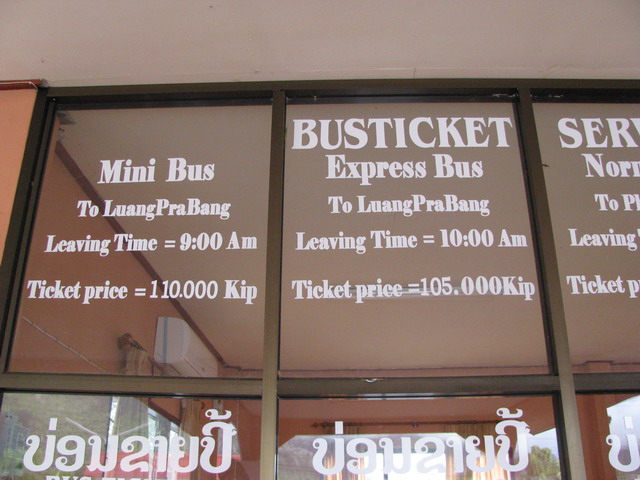 Mini Bus
To LuangPraBang
Leaving Time = 9:00 Am
Ticket price = 110.000 Kip
BUSTICKET
Express Bus
To LuangPraBang
Leaving Time = 10:00 Am
Ticket price =105.000Kip
To
Leaving
Ticket
ບ່ອນຂາຍປີ້
ບ່ອນຂາຍປີ້